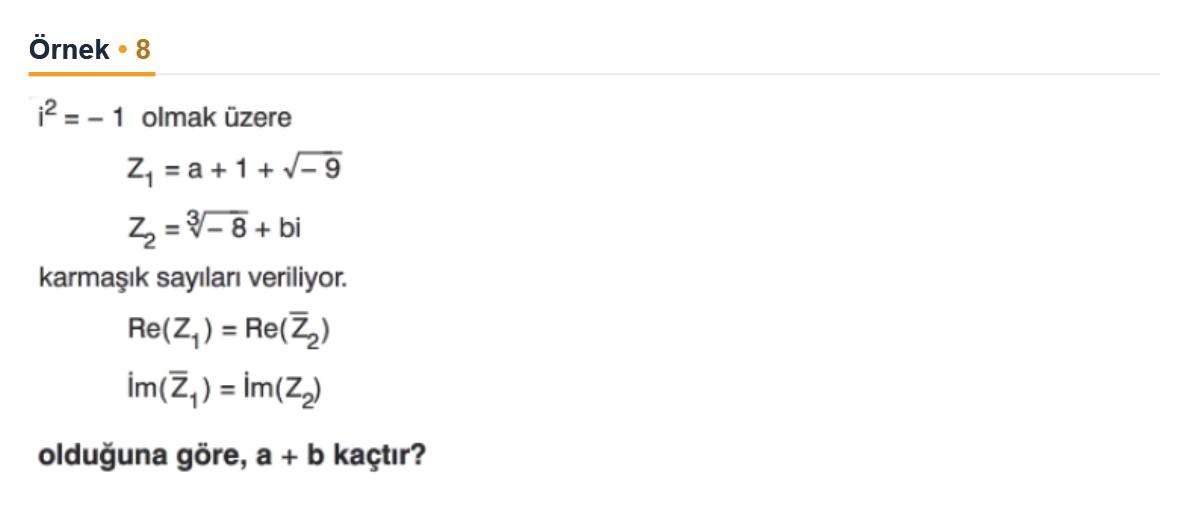 Örnek • 8
i² = – 1 olmak üzere
Z₁ = a + 1 + √– 9
Z₂ = ∛– 8 + bi
karmaşık sayıları veriliyor.
Re(Z₁) = Re(Z̅₂)
İm(Z̅₁) = İm(Z₂)
olduğuna göre, a + b kaçtır?